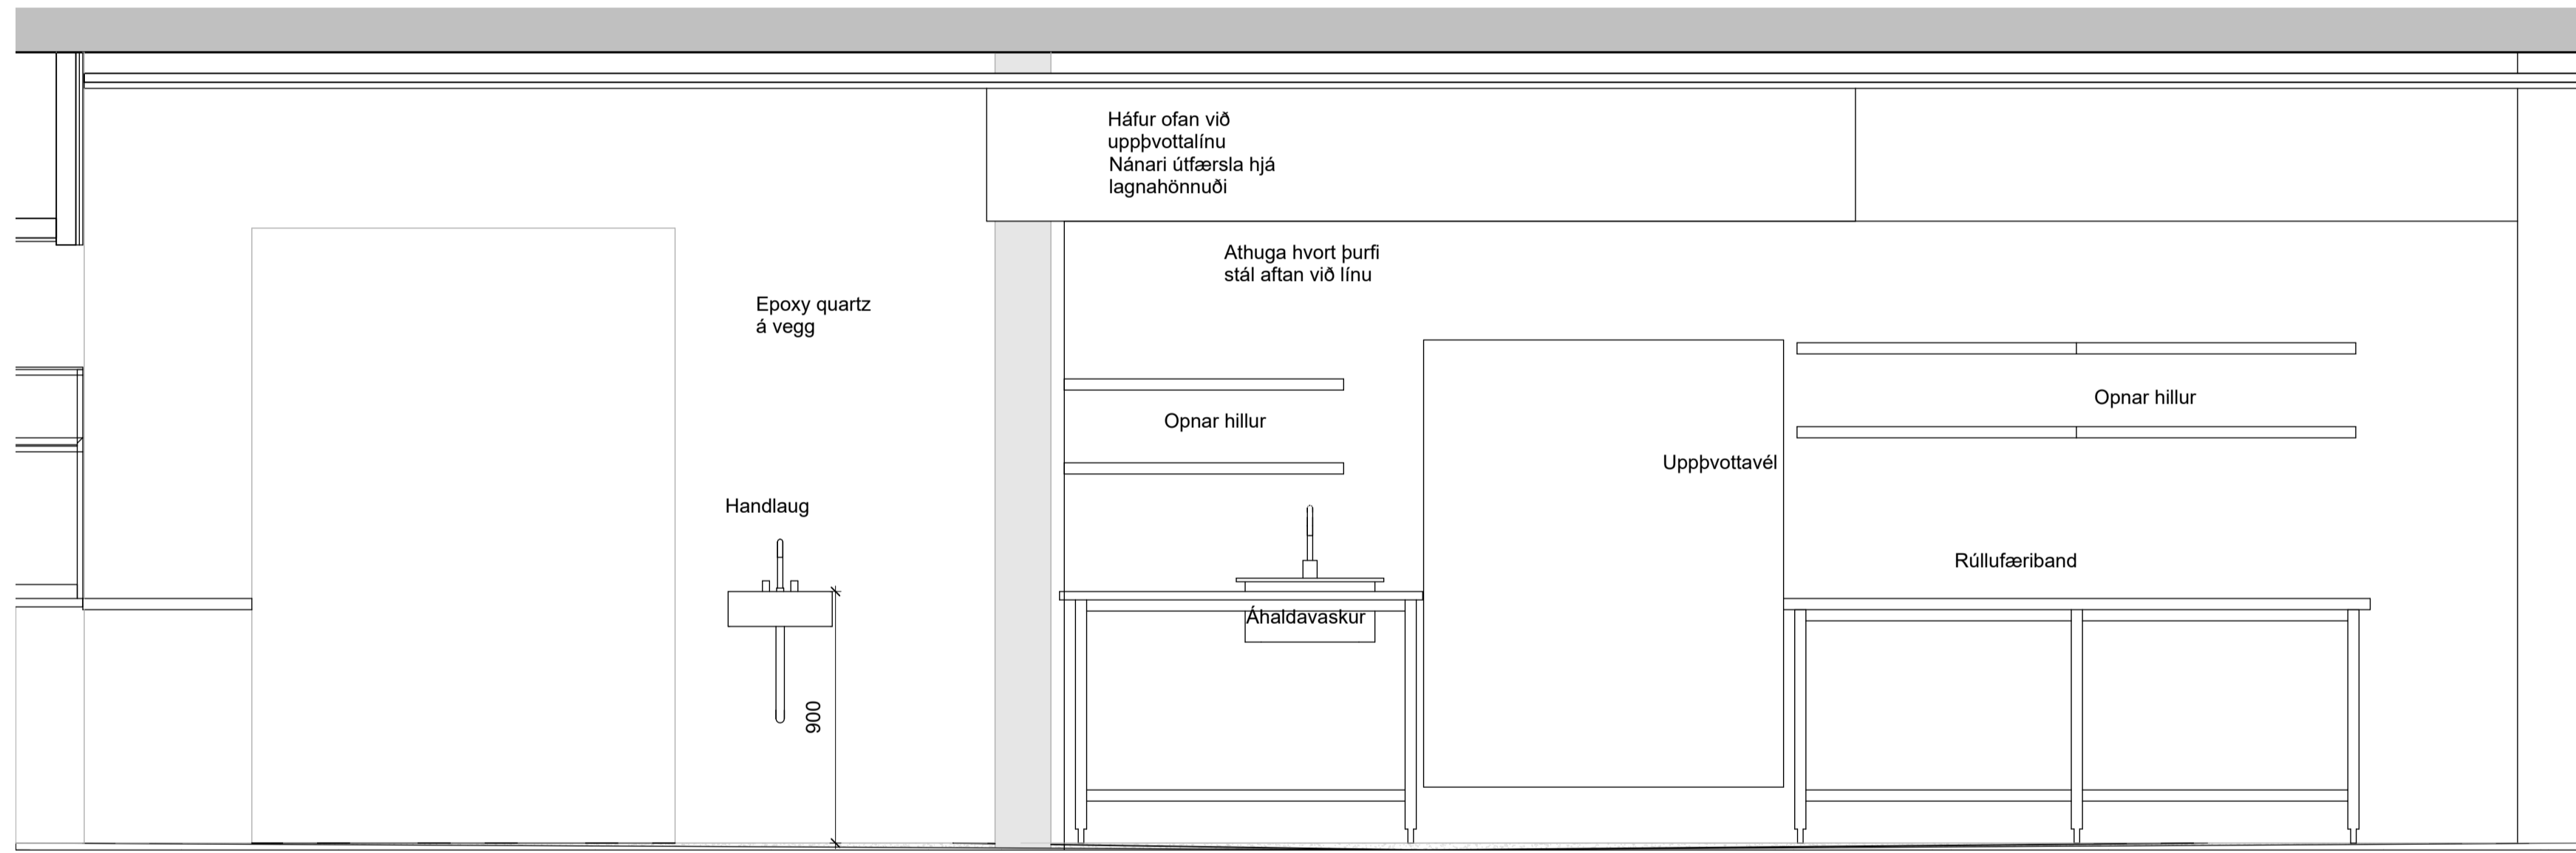 Háfur ofan við
uppþvottalínu
Nánari útfærsla hjá
lagnahönnuði
Athuga hvort þurfi
stál aftan við línu
Epoxy quartz
á vegg
Opnar hillur
Opnar hillur
Uppþvottavél
Handlaug
Rúllufæriband
Áhaldavaskur
900